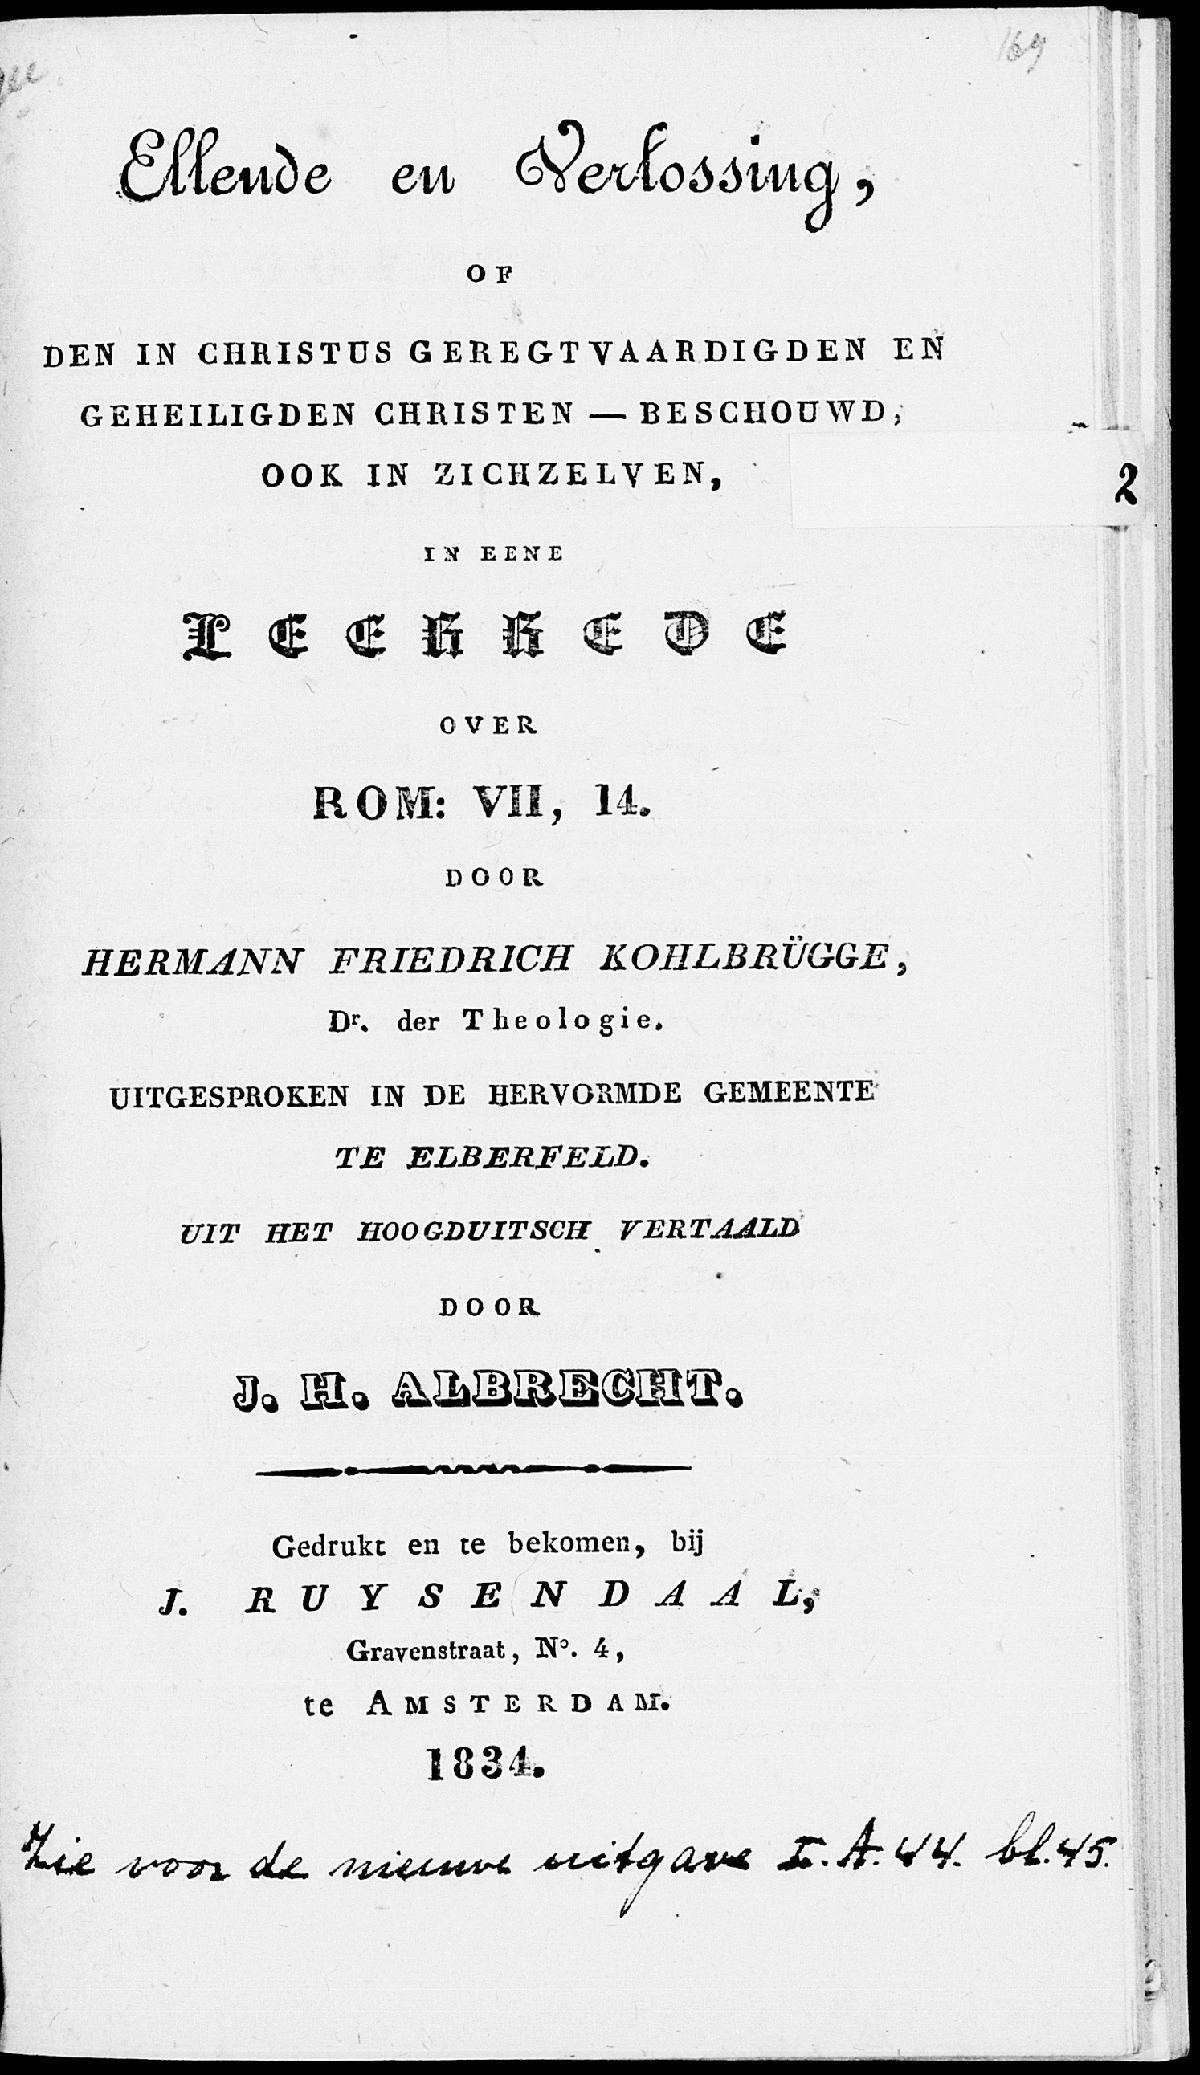 169
Ellende en Verlossing,
OF
DEN IN CHRISTUS GEREGTVAARDIGDEN EN
GEHEILIGDEN CHRISTEN — BESCHOUWD,
OOK IN ZICHZELVEN,
2
IN EENE
LEERREDE
OVER
ROM: VII, 14.
DOOR
HERMANN FRIEDRICH KOHLBRÜGGE,
Dr. der Theologie.
UITGESPROKEN IN DE HERVORMDE GEMEENTE
TE ELBERFELD.
UIT HET HOOGDUITSCH VERTAALD
DOOR
J. H. ALBRECHT.
Gedrukt en te bekomen, bij
J. RUYSENDAAL,
Gravenstraat, No. 4,
te AMSTERDAM.
1834.
Zie voor de nieuwe uitgave I. A. 44. bl. 45.